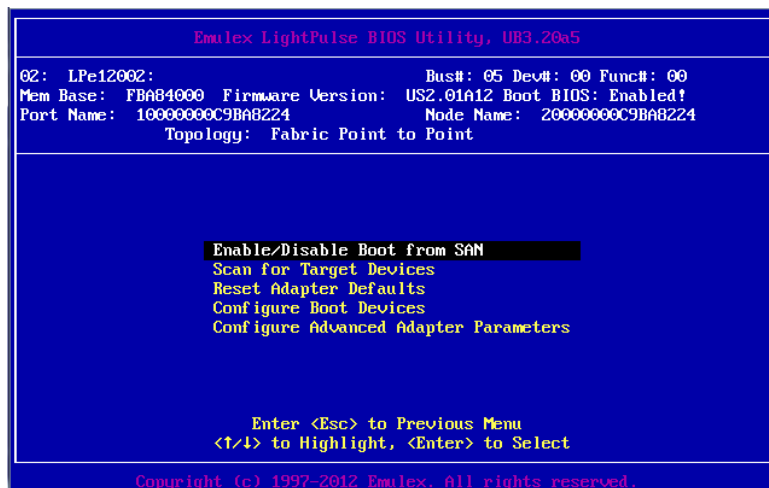 Emulex LightPulse BIOS Utility, UB3.20a5
02: LPe12002: Bus#: 05 Dev#: 00 Func#: 00
Mem Base: FBA84000 Firmware Version: US2.01A12 Boot BIOS: Enabled!
Port Name: 10000000C9BA8224 Node Name: 20000000C9BA8224
Topology: Fabric Point to Point
Enable/Disable Boot from SAN
Scan for Target Devices
Reset Adapter Defaults
Configure Boot Devices
Configure Advanced Adapter Parameters
Enter <Esc> to Previous Menu
<↑/↓> to Highlight, <Enter> to Select
Copyright (c) 1997-2012 Emulex. All rights reserved.